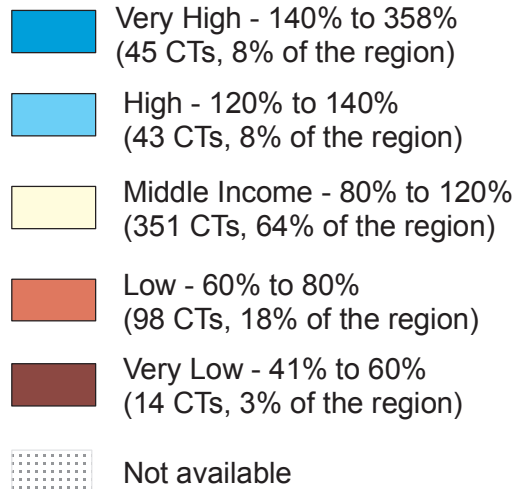 Very High - 140% to 358%
(45 CTs, 8% of the region)
High - 120% to 140%
(43 CTs, 8% of the region)
Middle Income - 80% to 120%
(351 CTs, 64% of the region)
Low - 60% to 80%
(98 CTs, 18% of the region)
Very Low - 41% to 60%
(14 CTs, 3% of the region)
Not available